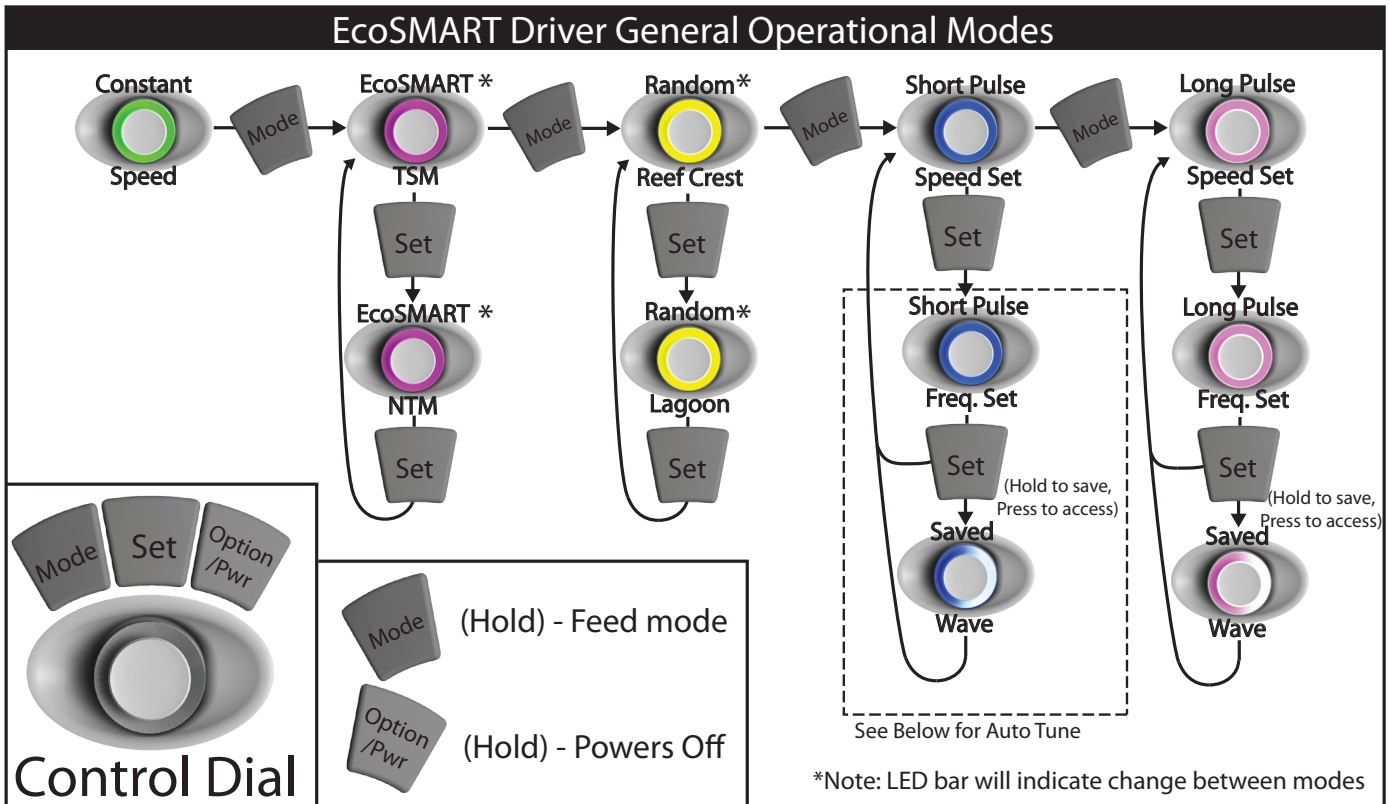 EcoSMART Driver General Operational Modes
Constant
Speed
Mode
EcoSMART *
TSM
Mode
Random*
Reef Crest
Mode
Short Pulse
Speed Set
Mode
Long Pulse
Speed Set
Set
Set
Set
Set
EcoSMART *
NTM
Random*
Lagoon
Short Pulse
Freq. Set
Long Pulse
Freq. Set
Set
Set
Set
(Hold to save,
Press to access)
Set
(Hold to save,
Press to access)
Saved
Wave
Saved
Wave
See Below for Auto Tune
*Note: LED bar will indicate change between modes
Mode
Set
Option
/Pwr
Control Dial
Mode
(Hold) - Feed mode
Option
/Pwr
(Hold) - Powers Off